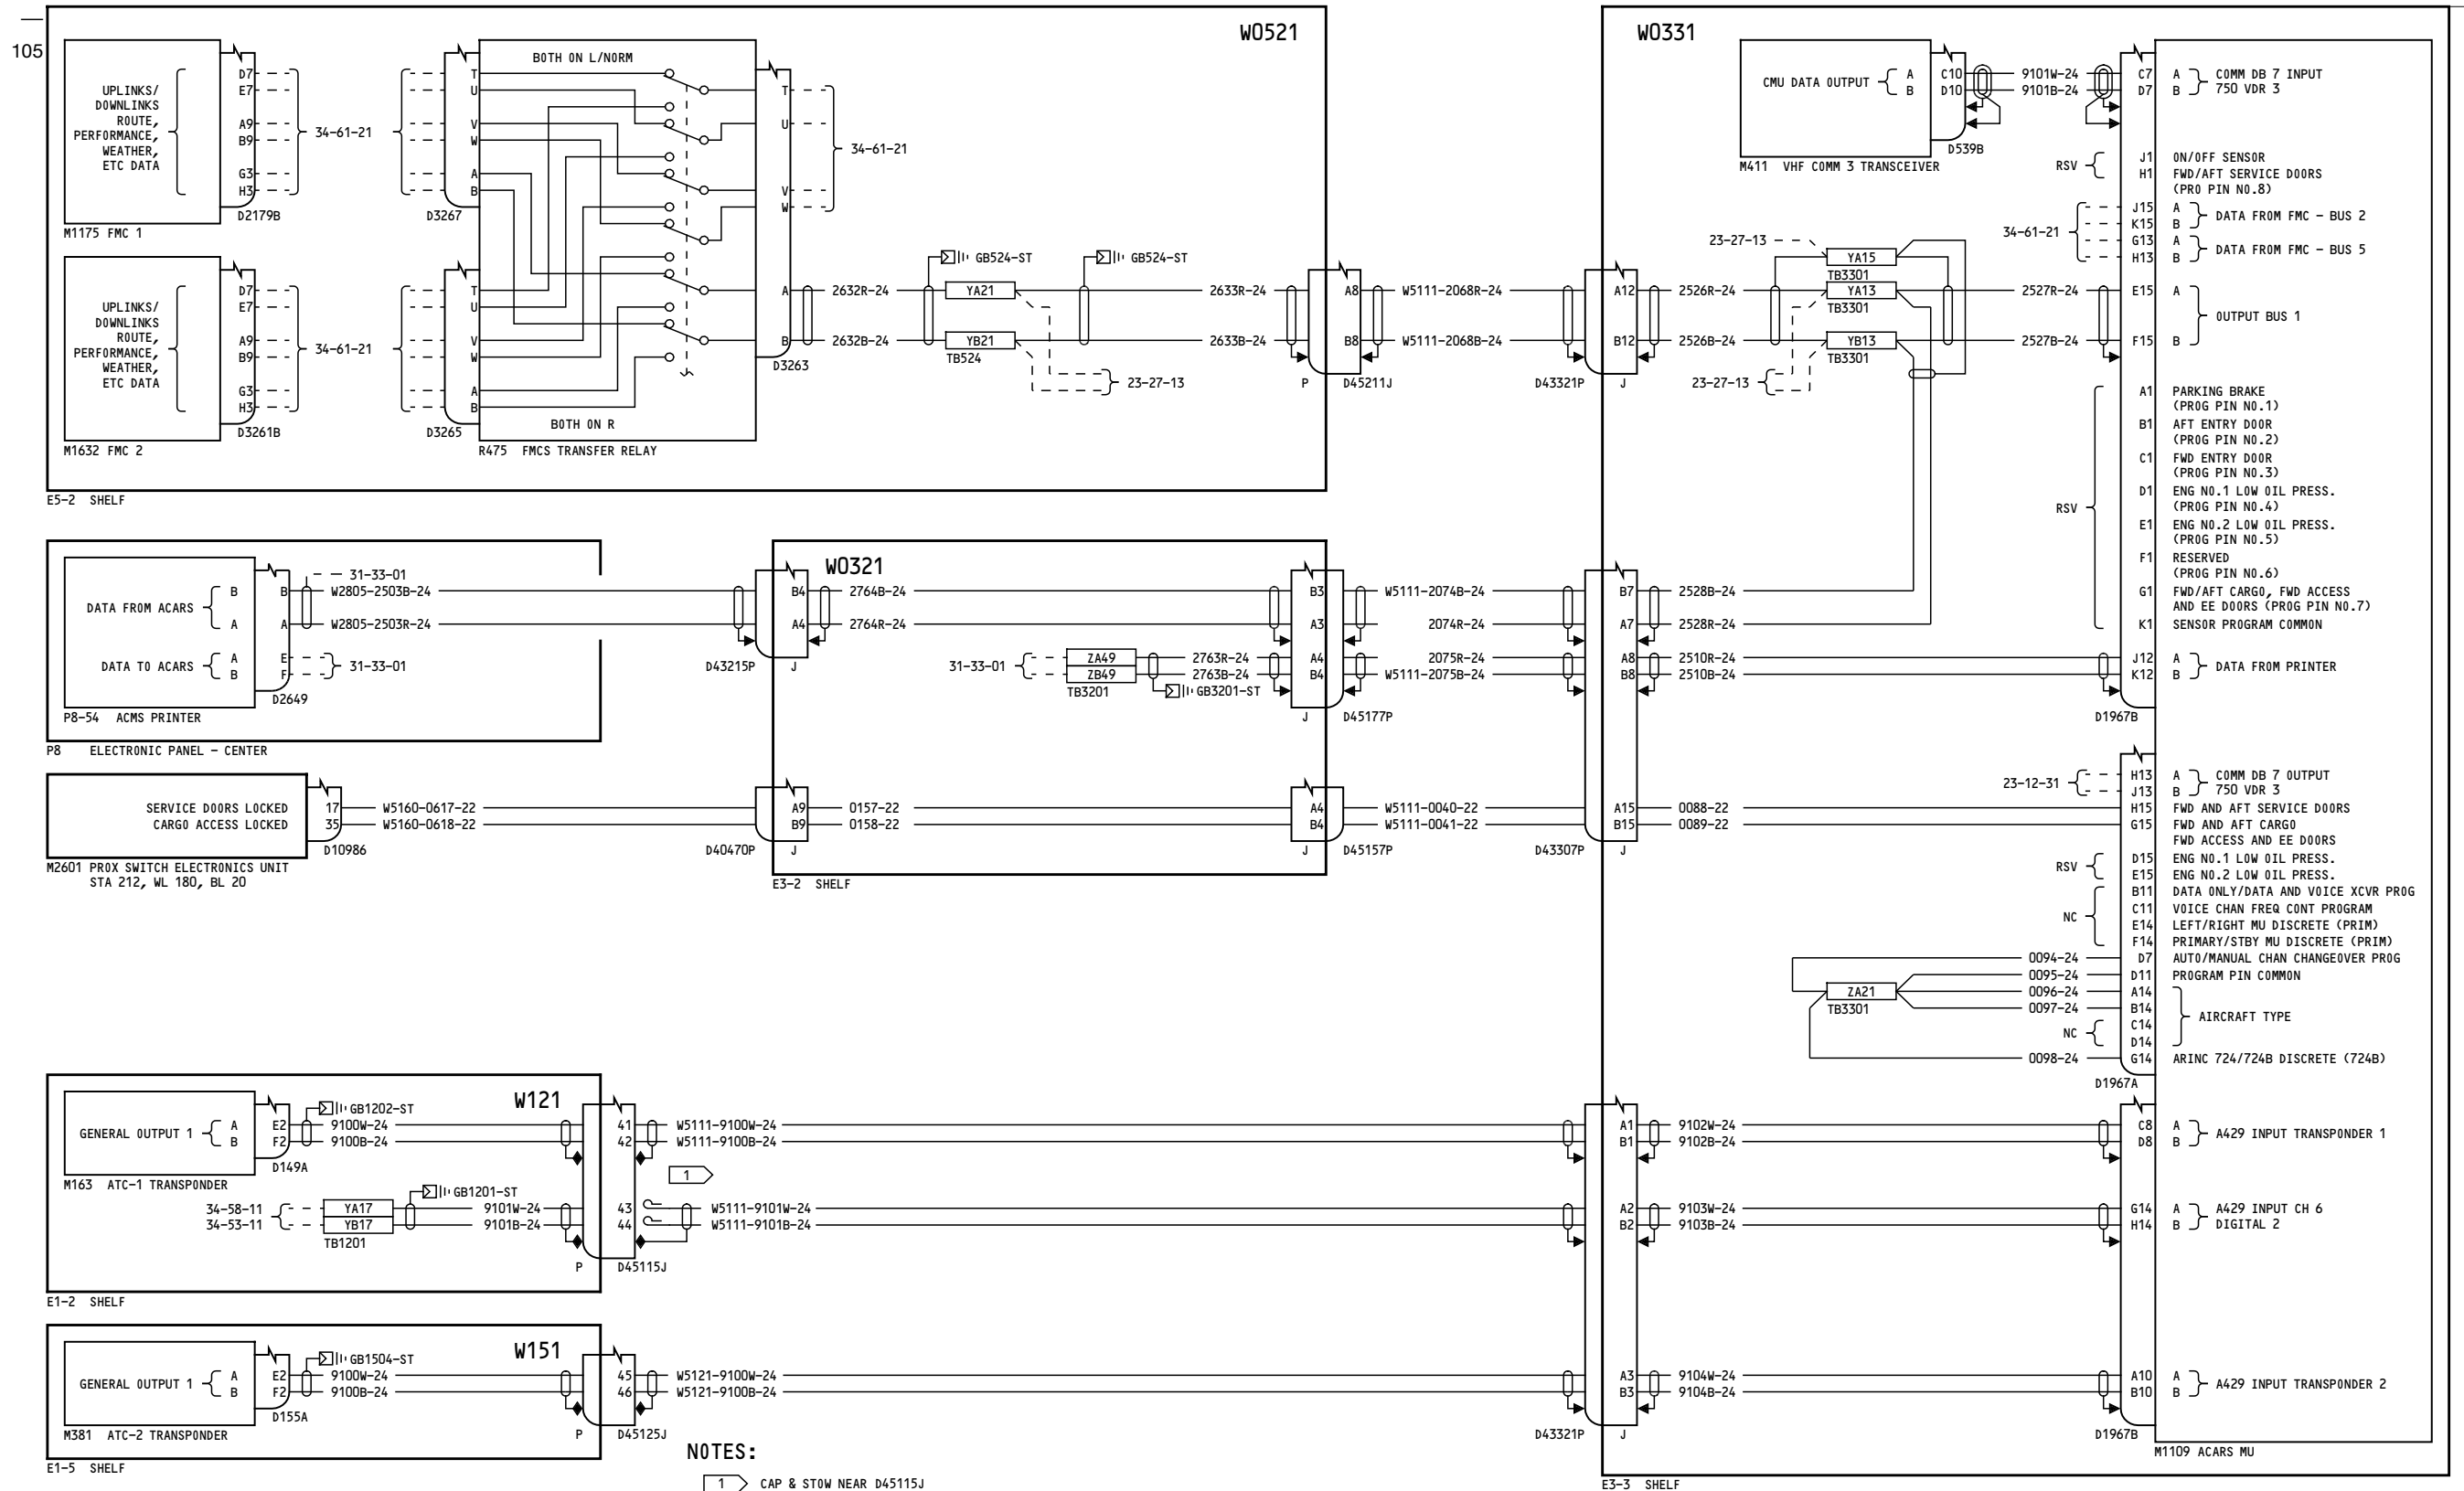 105
W0521
UPLINKS/
DOWNLINKS
ROUTE,
PERFORMANCE,
WEATHER,
ETC DATA
D7
E7
A9
B9
G3
H3
34-61-21
D2179B
M1175 FMC 1
UPLINKS/
DOWNLINKS
ROUTE,
PERFORMANCE,
WEATHER,
ETC DATA
D7
E7
A9
B9
G3
H3
34-61-21
D3261B
M1632 FMC 2
T
U
V
W
A
B
D3267
T
U
V
W
A
B
D3265
BOTH ON L/NORM
BOTH ON R
R475 FMCS TRANSFER RELAY
T
U
V
W
34-61-21
A
B
D3263
2632R-24
2632B-24
GB524-ST
GB524-ST
YA21
YB21
TB524
23-27-13
2633R-24
2633B-24
A8
B8
P
D45211J
W5111-2068R-24
W5111-2068B-24
E5-2 SHELF
P8-54 ACMS PRINTER
DATA FROM ACARS
B
A
DATA TO ACARS
A
B
B
A
E
F
D2649
31-33-01
W2805-2503B-24
W2805-2503R-24
31-33-01
P8 ELECTRONIC PANEL - CENTER
W0321
B4
A4
D43215P
J
2764B-24
2764R-24
31-33-01
ZA49
ZB49
TB3201
2763R-24
2763B-24
GB3201-ST
B3
A3
A4
B4
J
D45177P
W5111-2074B-24
2074R-24
2075R-24
W5111-2075B-24
SERVICE DOORS LOCKED
CARGO ACCESS LOCKED
17
35
D10986
M2601 PROX SWITCH ELECTRONICS UNIT
STA 212, WL 180, BL 20
W5160-0617-22
W5160-0618-22
A9
B9
D40470P
J
0157-22
0158-22
A4
B4
J
D45157P
W5111-0040-22
W5111-0041-22
E3-2 SHELF
W121
GENERAL OUTPUT 1
A
B
E2
F2
D149A
M163 ATC-1 TRANSPONDER
GB1202-ST
9100W-24
9100B-24
34-58-11
34-53-11
YA17
YB17
TB1201
GB1201-ST
9101W-24
9101B-24
41
42
43
44
P
D45115J
W5111-9100W-24
W5111-9100B-24
1
W5111-9101W-24
W5111-9101B-24
E1-2 SHELF
W151
GENERAL OUTPUT 1
A
B
E2
F2
D155A
M381 ATC-2 TRANSPONDER
GB1504-ST
9100W-24
9100B-24
45
46
P
D45125J
W5121-9100W-24
W5121-9100B-24
E1-5 SHELF
NOTES:
1 CAP & STOW NEAR D45115J
W0331
CMU DATA OUTPUT
A
B
C10
D10
D539B
M411 VHF COMM 3 TRANSCEIVER
9101W-24
9101B-24
C7 A COMM DB 7 INPUT
D7 B 750 VDR 3
RSV
J1 ON/OFF SENSOR
H1 FWD/AFT SERVICE DOORS
(PRO PIN NO.8)
34-61-21
J15 A
K15 B
DATA FROM FMC - BUS 2
G13 A
H13 B
DATA FROM FMC - BUS 5
23-27-13
YA15
TB3301
YA13
TB3301
YB13
TB3301
23-27-13
A12
B12
D43321P
J
2526R-24
2526B-24
2527R-24
2527B-24
E15 A
F15 B
OUTPUT BUS 1
RSV
A1 PARKING BRAKE
(PROG PIN NO.1)
B1 AFT ENTRY DOOR
(PROG PIN NO.2)
C1 FWD ENTRY DOOR
(PROG PIN NO.3)
D1 ENG NO.1 LOW OIL PRESS.
(PROG PIN NO.4)
E1 ENG NO.2 LOW OIL PRESS.
(PROG PIN NO.5)
F1 RESERVED
(PROG PIN NO.6)
G1 FWD/AFT CARGO, FWD ACCESS
AND EE DOORS (PROG PIN NO.7)
K1 SENSOR PROGRAM COMMON
B7
A7
A8
B8
2528B-24
2528R-24
2510R-24
2510B-24
J12 A
K12 B
DATA FROM PRINTER
D1967B
23-12-31
H13 A COMM DB 7 OUTPUT
J13 B 750 VDR 3
A15
B15
D43307P
J
0088-22
0089-22
H15 FWD AND AFT SERVICE DOORS
G15 FWD AND AFT CARGO
FWD ACCESS AND EE DOORS
RSV
D15 ENG NO.1 LOW OIL PRESS.
E15 ENG NO.2 LOW OIL PRESS.
NC
B11 DATA ONLY/DATA AND VOICE XCVR PROG
C11 VOICE CHAN FREQ CONT PROGRAM
E14 LEFT/RIGHT MU DISCRETE (PRIM)
F14 PRIMARY/STBY MU DISCRETE (PRIM)
0094-24 D7 AUTO/MANUAL CHAN CHANGEOVER PROG
0095-24 D11 PROGRAM PIN COMMON
ZA21
TB3301
0096-24 A14
0097-24 B14
NC
C14
D14
AIRCRAFT TYPE
0098-24 G14 ARINC 724/724B DISCRETE (724B)
D1967A
A1
B1
9102W-24
9102B-24
C8 A
D8 B
A429 INPUT TRANSPONDER 1
A2
B2
9103W-24
9103B-24
G14 A A429 INPUT CH 6
H14 B DIGITAL 2
A3
B3
9104W-24
9104B-24
A10 A
B10 B
A429 INPUT TRANSPONDER 2
D43321P
J
D1967B
M1109 ACARS MU
E3-3 SHELF